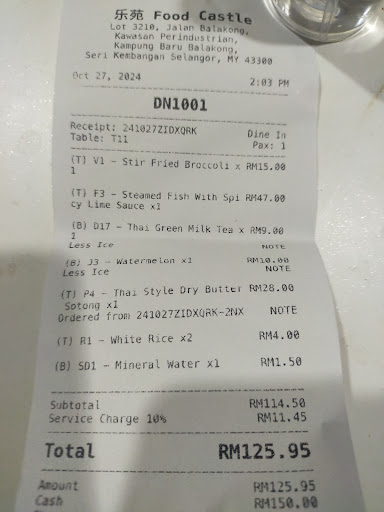 乐苑 Food Castle
Lot 3210, Jalan Balakong,
Kawasan Perindustrian,
Kampung Baru Balakong,
Seri Kembangan Selangor, MY 43300
Oct 27, 2024 2:03 PM
DN1001
Receipt: 241027ZIDXQRK Dine In
Table: T11 Pax: 1
(T) V1 - Stir Fried Broccoli x RM15.00
1
(T) F3 - Steamed Fish With Spi RM47.00
cy Lime Sauce x1
(B) D17 - Thai Green Milk Tea x RM9.00
1
Less Ice NOTE
(B) J3 - Watermelon x1 RM10.00
Less Ice NOTE
(T) P4 - Thai Style Dry Butter RM28.00
Sotong x1
Ordered from 241027ZIDXQRK-2NX NOTE
(T) R1 - White Rice x2 RM4.00
(B) SD1 - Mineral Water x1 RM1.50
Subtotal RM114.50
Service Charge 10% RM11.45
Total RM125.95
Amount RM125.95
Cash RM150.00